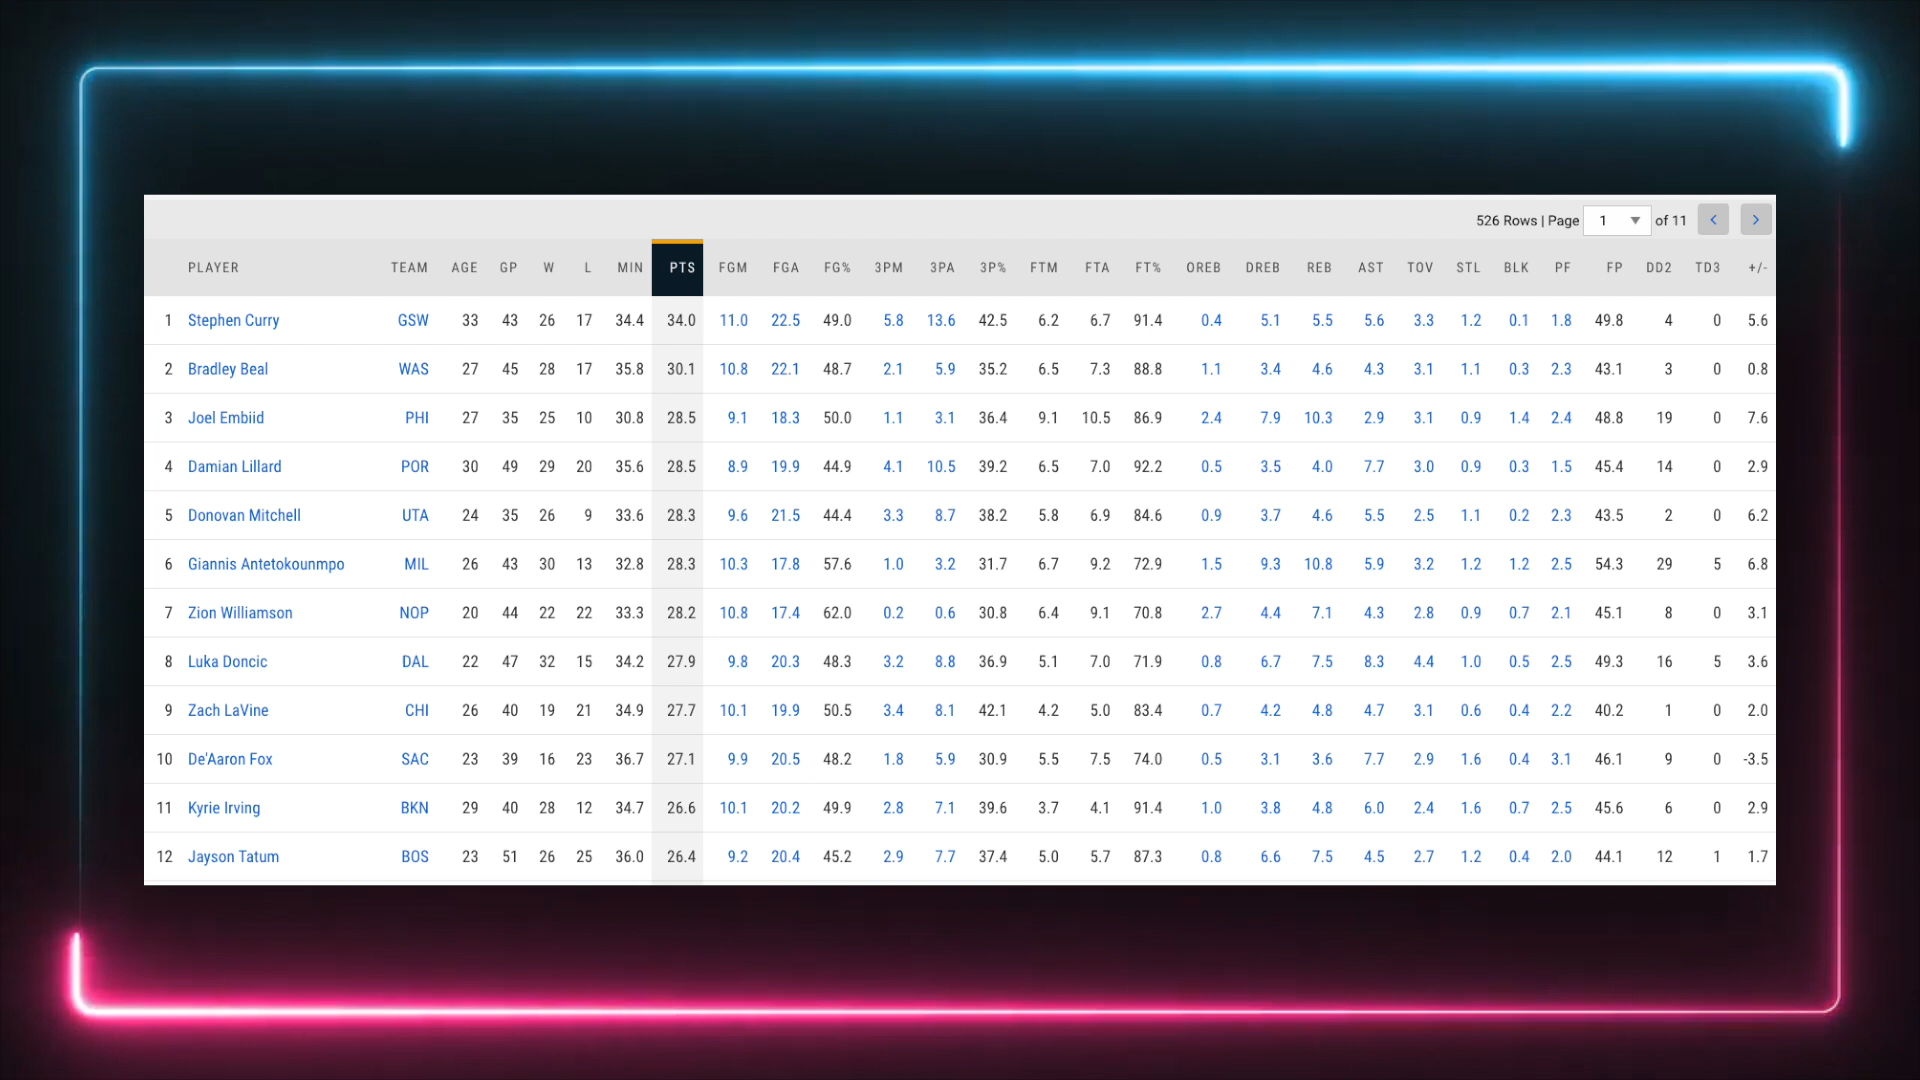 526 Rows | Page 1 of 11
PLAYER TEAM AGE GP W L MIN PTS FGM FGA FG% 3PM 3PA 3P% FTM FTA FT% OREB DREB REB AST TOV STL BLK PF FP DD2 TD3 +/-
1 Stephen Curry GSW 33 43 26 17 34.4 34.0 11.0 22.5 49.0 5.8 13.6 42.5 6.2 6.7 91.4 0.4 5.1 5.5 5.6 3.3 1.2 0.1 1.8 49.8 4 0 5.6
2 Bradley Beal WAS 27 45 28 17 35.8 30.1 10.8 22.1 48.7 2.1 5.9 35.2 6.5 7.3 88.8 1.1 3.4 4.6 4.3 3.1 1.1 0.3 2.3 43.1 3 0 0.8
3 Joel Embiid PHI 27 35 25 10 30.8 28.5 9.1 18.3 50.0 1.1 3.1 36.4 9.1 10.5 86.9 2.4 7.9 10.3 2.9 3.1 0.9 1.4 2.4 48.8 19 0 7.6
4 Damian Lillard POR 30 49 29 20 35.6 28.5 8.9 19.9 44.9 4.1 10.5 39.2 6.5 7.0 92.2 0.5 3.5 4.0 7.7 3.0 0.9 0.3 1.5 45.4 14 0 2.9
5 Donovan Mitchell UTA 24 35 26 9 33.6 28.3 9.6 21.5 44.4 3.3 8.7 38.2 5.8 6.9 84.6 0.9 3.7 4.6 5.5 2.5 1.1 0.2 2.3 43.5 2 0 6.2
6 Giannis Antetokounmpo MIL 26 43 30 13 32.8 28.3 10.3 17.8 57.6 1.0 3.2 31.7 6.7 9.2 72.9 1.5 9.3 10.8 5.9 3.2 1.2 1.2 2.5 54.3 29 5 6.8
7 Zion Williamson NOP 20 44 22 22 33.3 28.2 10.8 17.4 62.0 0.2 0.6 30.8 6.4 9.1 70.8 2.7 4.4 7.1 4.3 2.8 0.9 0.7 2.1 45.1 8 0 3.1
8 Luka Doncic DAL 22 47 32 15 34.2 27.9 9.8 20.3 48.3 3.2 8.8 36.9 5.1 7.0 71.9 0.8 6.7 7.5 8.3 4.4 1.0 0.5 2.5 49.3 16 5 3.6
9 Zach LaVine CHI 26 40 19 21 34.9 27.7 10.1 19.9 50.5 3.4 8.1 42.1 4.2 5.0 83.4 0.7 4.2 4.8 4.7 3.1 0.6 0.4 2.2 40.2 1 0 2.0
10 De'Aaron Fox SAC 23 39 16 23 36.7 27.1 9.9 20.5 48.2 1.8 5.9 30.9 5.5 7.5 74.0 0.5 3.1 3.6 7.7 2.9 1.6 0.4 3.1 46.1 9 0 -3.5
11 Kyrie Irving BKN 29 40 28 12 34.7 26.6 10.1 20.2 49.9 2.8 7.1 39.6 3.7 4.1 91.4 1.0 3.8 4.8 6.0 2.4 1.6 0.7 2.5 45.6 6 0 2.9
12 Jayson Tatum BOS 23 51 26 25 36.0 26.4 9.2 20.4 45.2 2.9 7.7 37.4 5.0 5.7 87.3 0.8 6.6 7.5 4.5 2.7 1.2 0.4 2.0 44.1 12 1 1.7